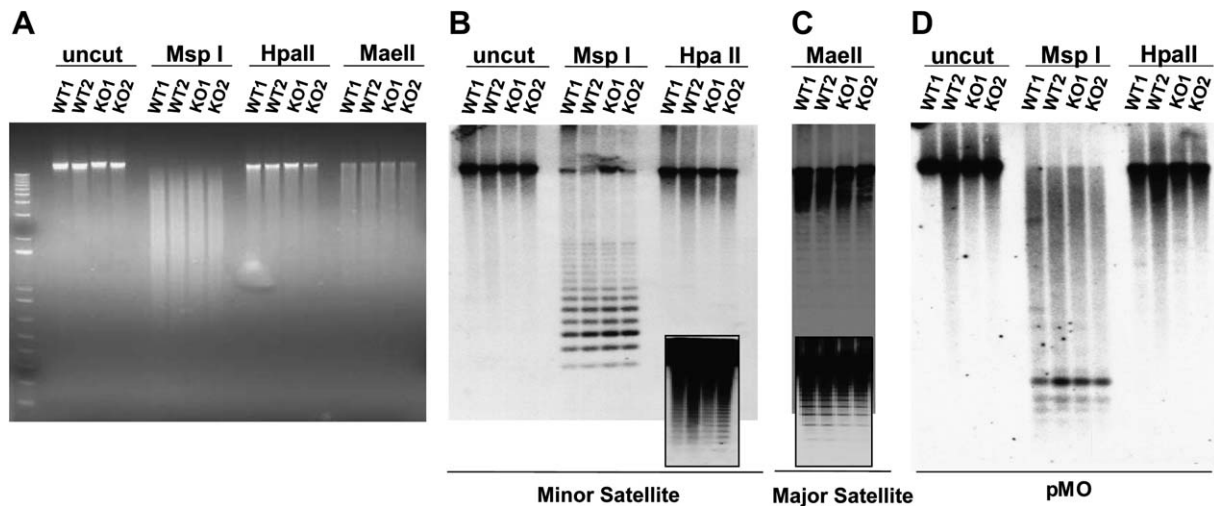 A
uncut Msp I HpaII MaeII
WT1 WT2 KO1 KO2 WT1 WT2 KO1 KO2 WT1 WT2 KO1 KO2 WT1 WT2 KO1 KO2
B
uncut Msp I Hpa II
WT1 WT2 KO1 KO2 WT1 WT2 KO1 KO2 WT1 WT2 KO1 KO2
Minor Satellite
C
MaeII
WT1 WT2 KO1 KO2
Major Satellite
D
uncut Msp I HpaII
WT1 WT2 KO1 KO2 WT1 WT2 KO1 KO2 WT1 WT2 KO1 KO2
pMO